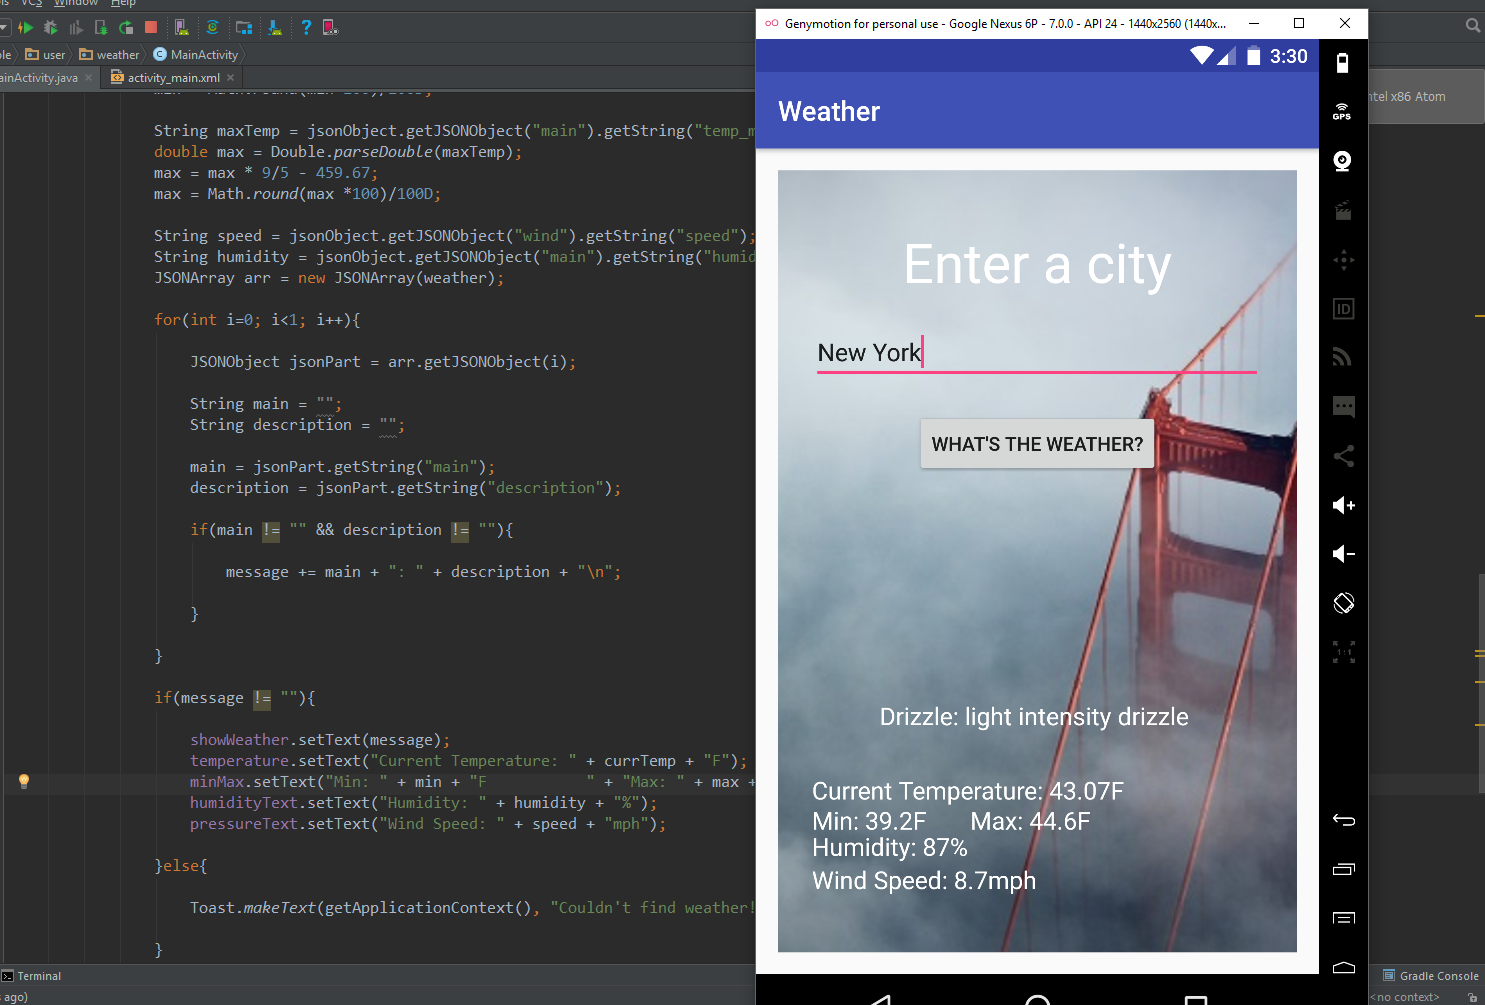 VCS Window Help
Genymotion for personal use - Google Nexus 6P - 7.0.0 - API 24 - 1440x2560 (1440x...
user weather MainActivity
ainActivity.java activity_main.xml
String maxTemp = jsonObject.getJSONObject("main").getString("temp_m
double max = Double.parseDouble(maxTemp);
max = max * 9/5 - 459.67;
max = Math.round(max *100)/100D;
String speed = jsonObject.getJSONObject("wind").getString("speed");
String humidity = jsonObject.getJSONObject("main").getString("humid
JSONArray arr = new JSONArray(weather);
for(int i=0; i<1; i++){
JSONObject jsonPart = arr.getJSONObject(i);
String main = "";
String description = "";
main = jsonPart.getString("main");
description = jsonPart.getString("description");
if(main != "" && description != ""){
message += main + ": " + description + "\n";
}
}
if(message != ""){
showWeather.setText(message);
temperature.setText("Current Temperature: " + currTemp + "F");
minMax.setText("Min: " + min + "F           " + "Max: " + max +
humidityText.setText("Humidity: " + humidity + "%");
pressureText.setText("Wind Speed: " + speed + "mph");
}else{
Toast.makeText(getApplicationContext(), "Couldn't find weather!
}
Terminal
ago)
3:30
Weather
Enter a city
New York
WHAT'S THE WEATHER?
Drizzle: light intensity drizzle
Current Temperature: 43.07F
Min: 39.2F Max: 44.6F
Humidity: 87%
Wind Speed: 8.7mph
GPS
ID
1:1
ntel x86 Atom
Gradle Console
<no context>